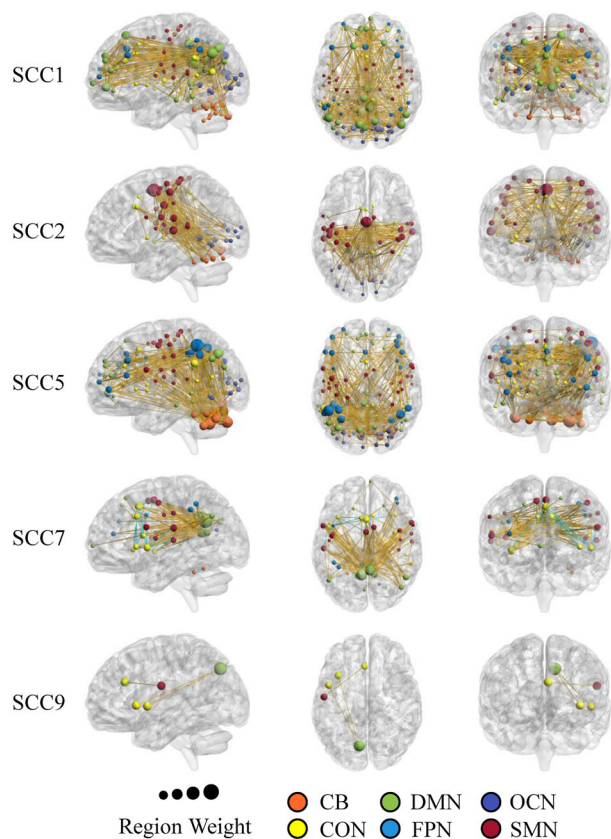 SCC1
SCC2
SCC5
SCC7
SCC9
Region Weight
CB DMN OCN
CON FPN SMN